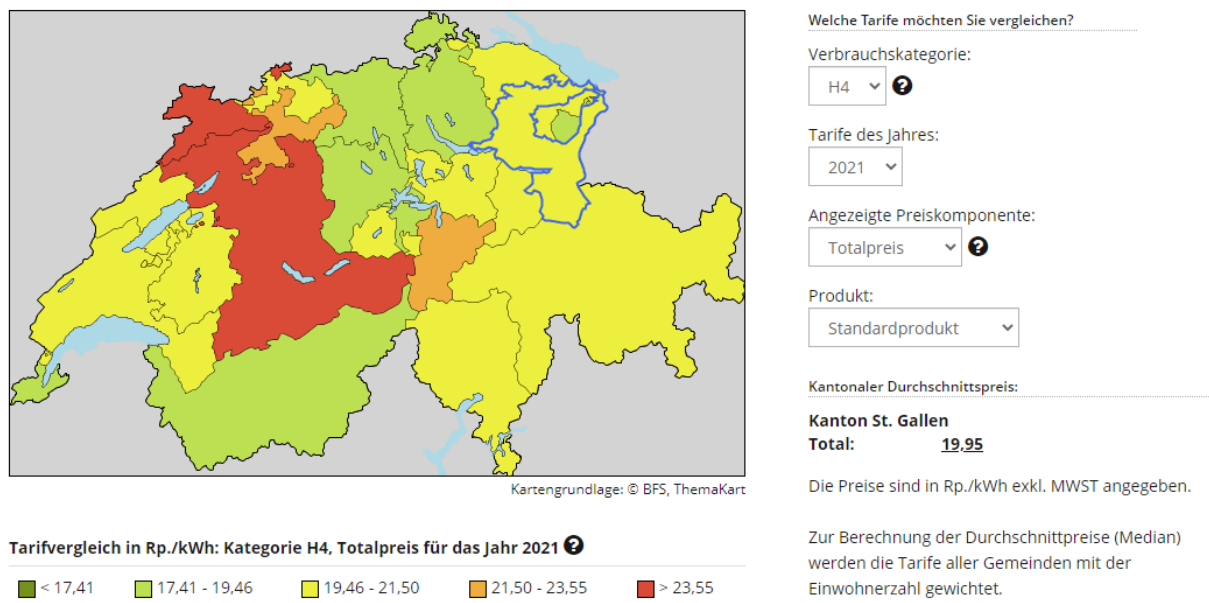 Welche Tarife möchten Sie vergleichen?
Verbrauchskategorie:
H4
Tarife des Jahres:
2021
Angezeigte Preiskomponente:
Totalpreis
Produkt:
Standardprodukt
Kantonaler Durchschnittspreis:
Kanton St. Gallen
Total: 19,95
Die Preise sind in Rp./kWh exkl. MWST angegeben.
Zur Berechnung der Durchschnittpreise (Median)
werden die Tarife aller Gemeinden mit der
Einwohnerzahl gewichtet.
Kartengrundlage: © BFS, ThemaKart
Tarifvergleich in Rp./kWh: Kategorie H4, Totalpreis für das Jahr 2021 ?
< 17,41 17,41 - 19,46 19,46 - 21,50 21,50 - 23,55 > 23,55